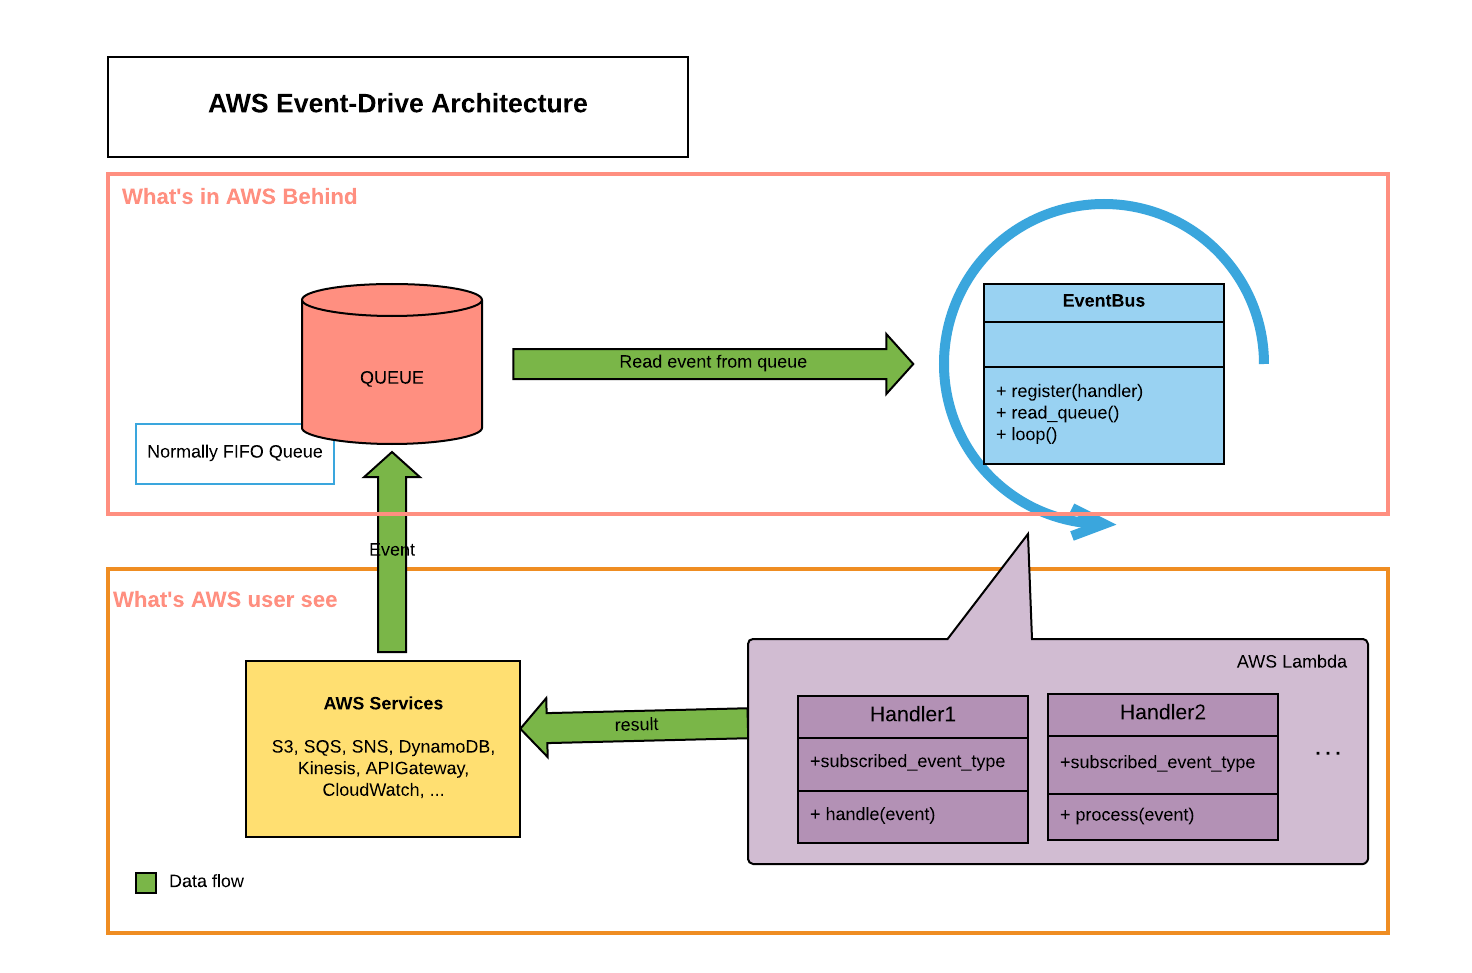 AWS Event-Drive Architecture
What's in AWS Behind
EventBus
Read event from queue
QUEUE
+ register(handler)
+ read_queue()
+ loop()
Normally FIFO Queue
Event
What's AWS user see
AWS Lambda
AWS Services
S3, SQS, SNS, DynamoDB,
Kinesis, APIGateway,
CloudWatch, ...
result
Handler1
+subscribed_event_type
+ handle(event)
Handler2
+subscribed_event_type
+ process(event)
...
Data flow